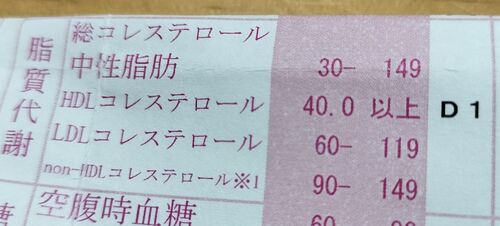 脂質代謝
総コレステロール
中性脂肪 30- 149
HDLコレステロール 40.0 以上 D1
LDLコレステロール 60- 119
non-HDLコレステロール※1 90- 149
空腹時血糖
糖